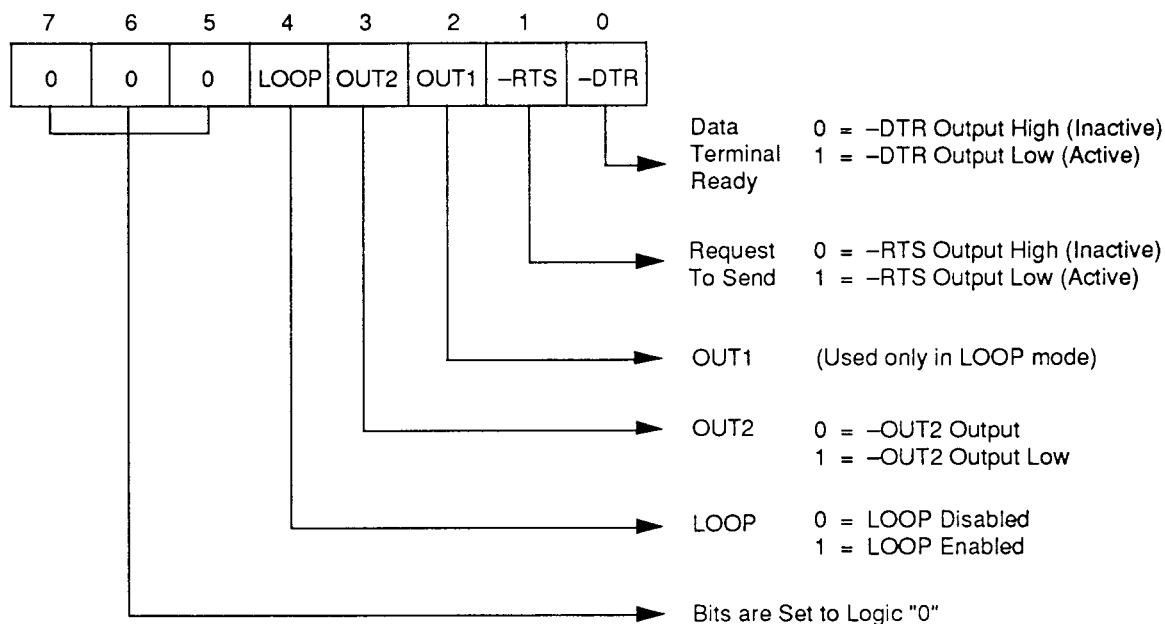 7 6 5 4 3 2 1 0
0 0 0 LOOP OUT2 OUT1 –RTS –DTR
Data Terminal Ready
0 = –DTR Output High (Inactive)
1 = –DTR Output Low (Active)
Request To Send
0 = –RTS Output High (Inactive)
1 = –RTS Output Low (Active)
OUT1 (Used only in LOOP mode)
OUT2
0 = –OUT2 Output
1 = –OUT2 Output Low
LOOP
0 = LOOP Disabled
1 = LOOP Enabled
Bits are Set to Logic "0"